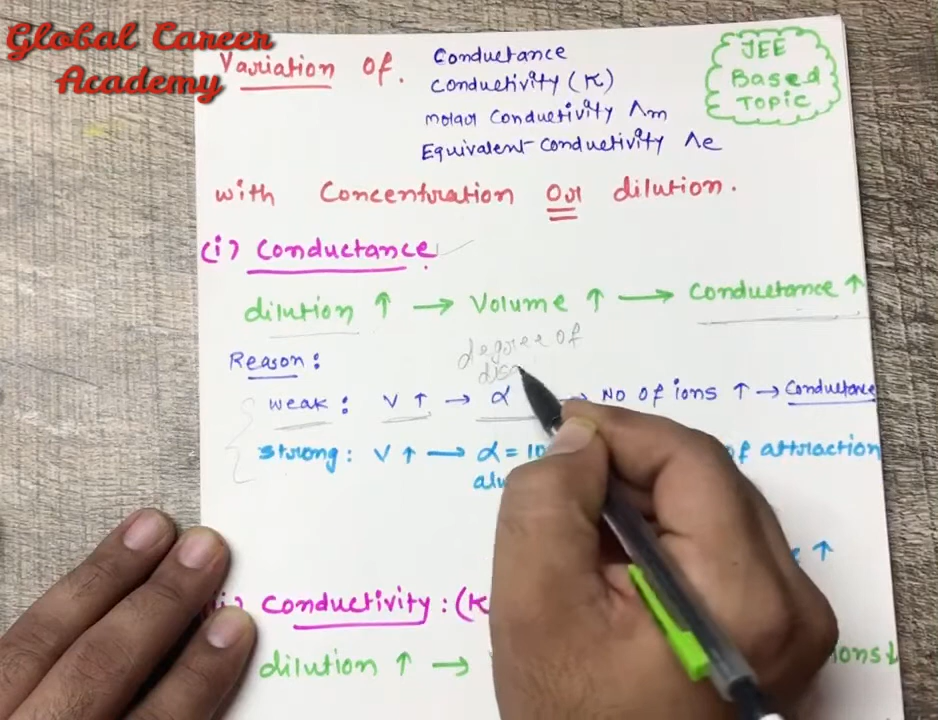 Global Career
Academy
Variation of.
Conductance
Conductivity (K)
molar Conductivity Λm
Equivalent Conductivity Λe
JEE
Based
TOPIC
with Concentration Or dilution.
(i) Conductance
dilution ↑ → Volume ↑ → Conductance ↑
degree of
Reason:
Weak: V ↑ → α → No of ions ↑ → Conductance
Strong: V ↑ → α = 10 of attraction
↑
Conductivity: (K
dilution ↑ → ions ↓